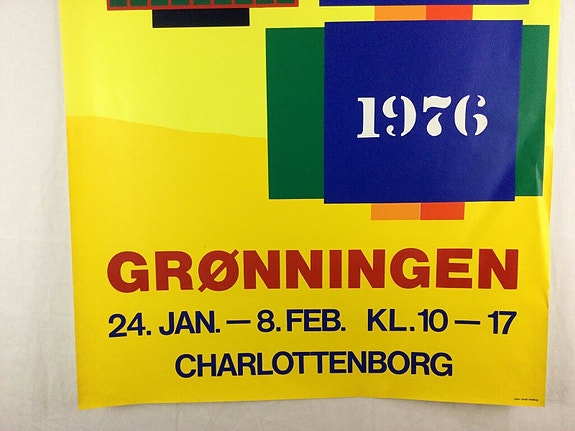 1976
GRØNNINGEN
24. JAN. — 8. FEB. KL. 10 — 17
CHARLOTTENBORG